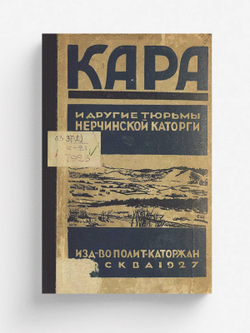 КАРА
И ДРУГИЕ ТЮРЬМЫ
НЕРЧИНСКОЙ КАТОРГИ
ИЗД-ВО ПОЛИТ-КАТОРЖАН
МОСКВА 1927